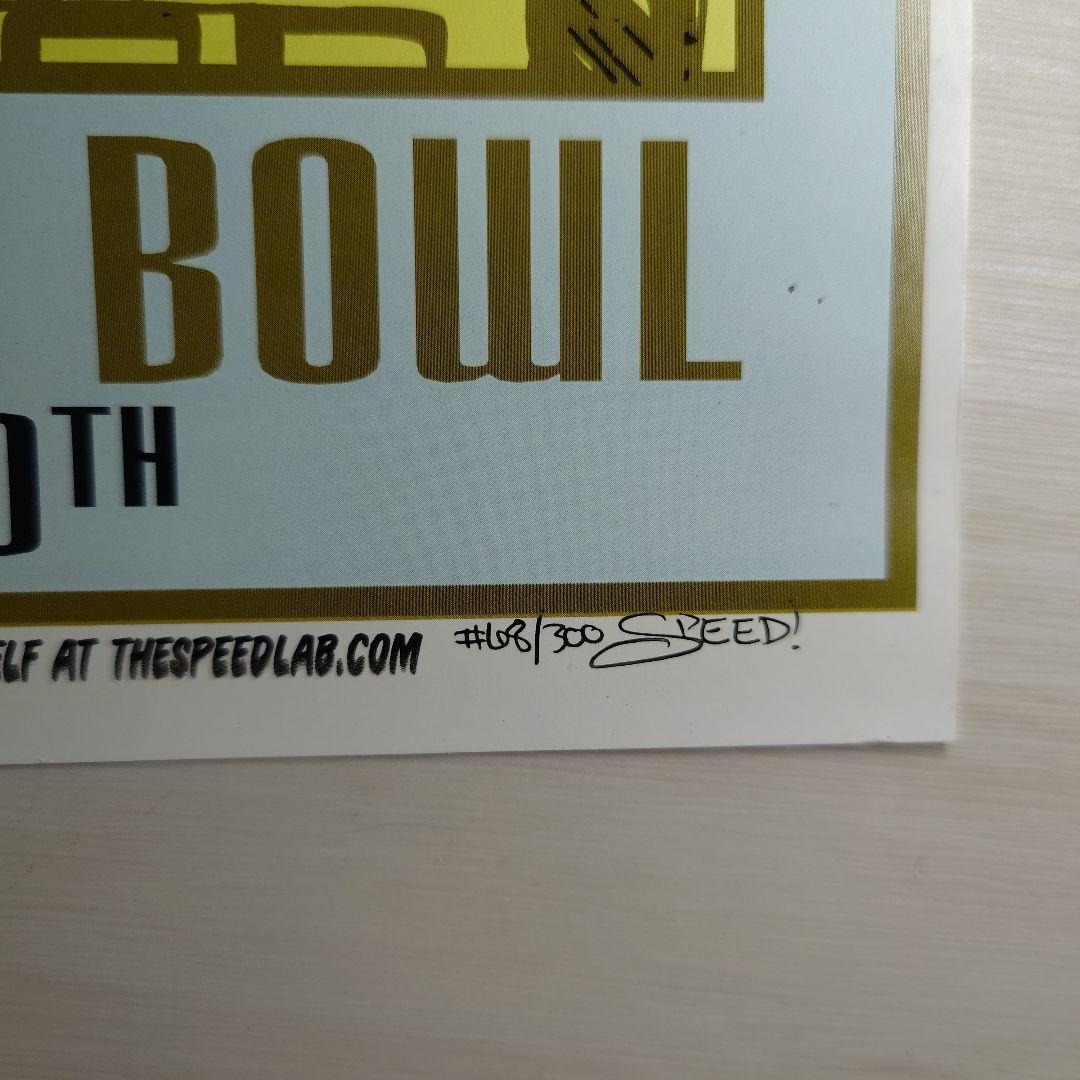 BOWL
TH
ELF AT THESPEEDLAB.COM #68/300 SPEED!